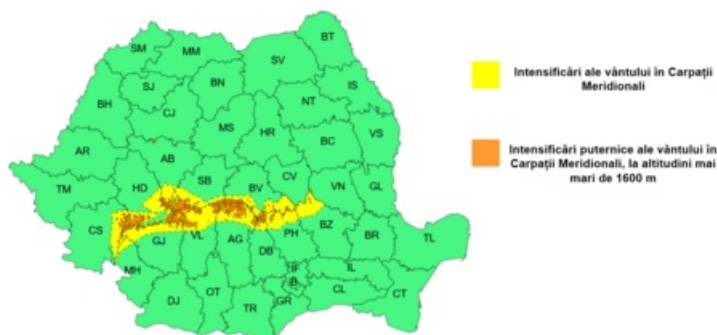 BT
SM
MM
SV
SJ
BN
IS
BH
CJ
NT
MS
HR
VS
AR
AB
BC
TM
HD
SB
BV
CV
VN
GL
CS
GJ
VL
AG
DB
PH
BZ
BR
TL
MH
IF
IL
B
DJ
OT
TR
GR
CL
CT
Intensificări ale vântului în Carpații
Meridionali
Intensificări puternice ale vântului în
Carpații Meridionali, la altitudini mai
mari de 1600 m